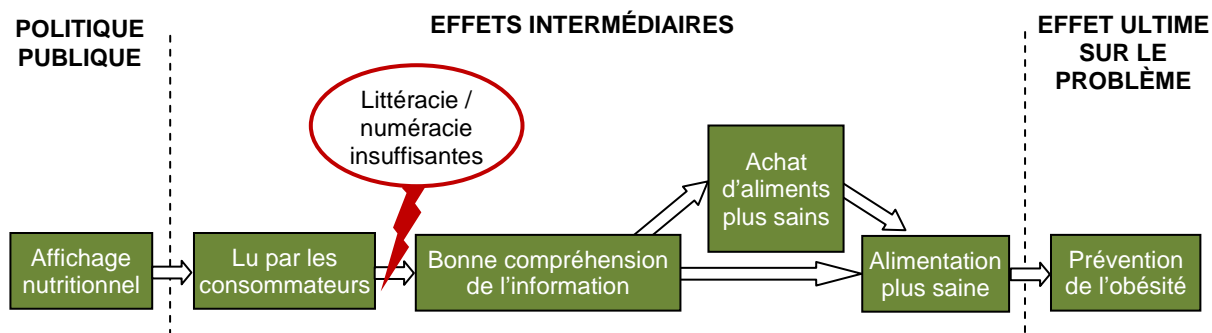 POLITIQUE
PUBLIQUE
EFFETS INTERMÉDIAIRES
EFFET ULTIME
SUR LE
PROBLÈME
Littéracie /
numéracie
insuffisantes
Achat
d’aliments
plus sains
Affichage
nutritionnel
Lu par les
consommateurs
Bonne compréhension
de l’information
Alimentation
plus saine
Prévention
de l’obésité